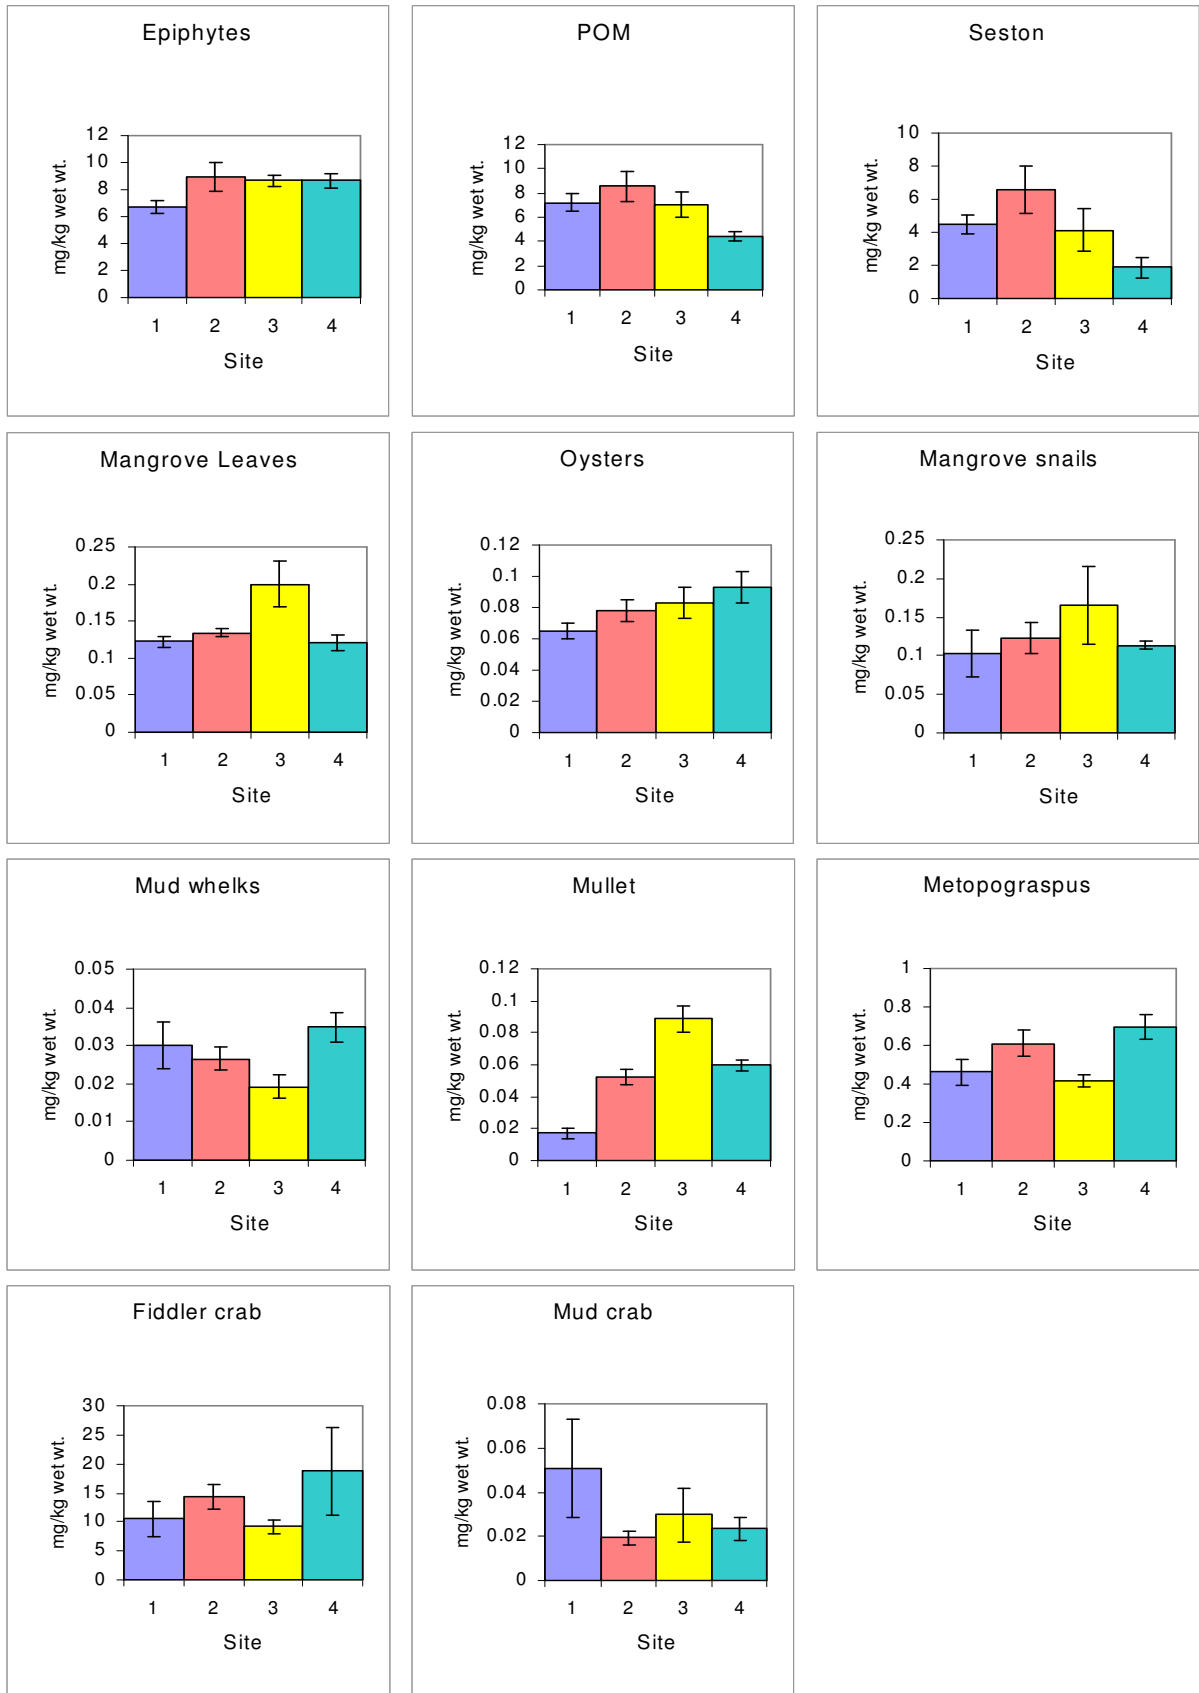 Epiphytes
mg/kg wet wt.
12
10
8
6
4
2
0
1 2 3 4
Site
POM
mg/kg wet wt.
12
10
8
6
4
2
0
1 2 3 4
Site
Seston
mg/kg wet wt.
10
8
6
4
2
0
1 2 3 4
Site
Mangrove Leaves
mg/kg wet wt.
0.25
0.2
0.15
0.1
0.05
0
1 2 3 4
Site
Oysters
mg/kg wet wt.
0.12
0.1
0.08
0.06
0.04
0.02
0
1 2 3 4
Site
Mangrove snails
mg/kg wet wt.
0.25
0.2
0.15
0.1
0.05
0
1 2 3 4
Site
Mud whelks
mg/kg wet wt.
0.05
0.04
0.03
0.02
0.01
0
1 2 3 4
Site
Mullet
mg/kg wet wt.
0.12
0.1
0.08
0.06
0.04
0.02
0
1 2 3 4
Site
Metopograspus
mg/kg wet wt.
1
0.8
0.6
0.4
0.2
0
1 2 3 4
Site
Fiddler crab
mg/kg wet wt.
30
25
20
15
10
5
0
1 2 3 4
Site
Mud crab
mg/kg wet wt.
0.08
0.06
0.04
0.02
0
1 2 3 4
Site